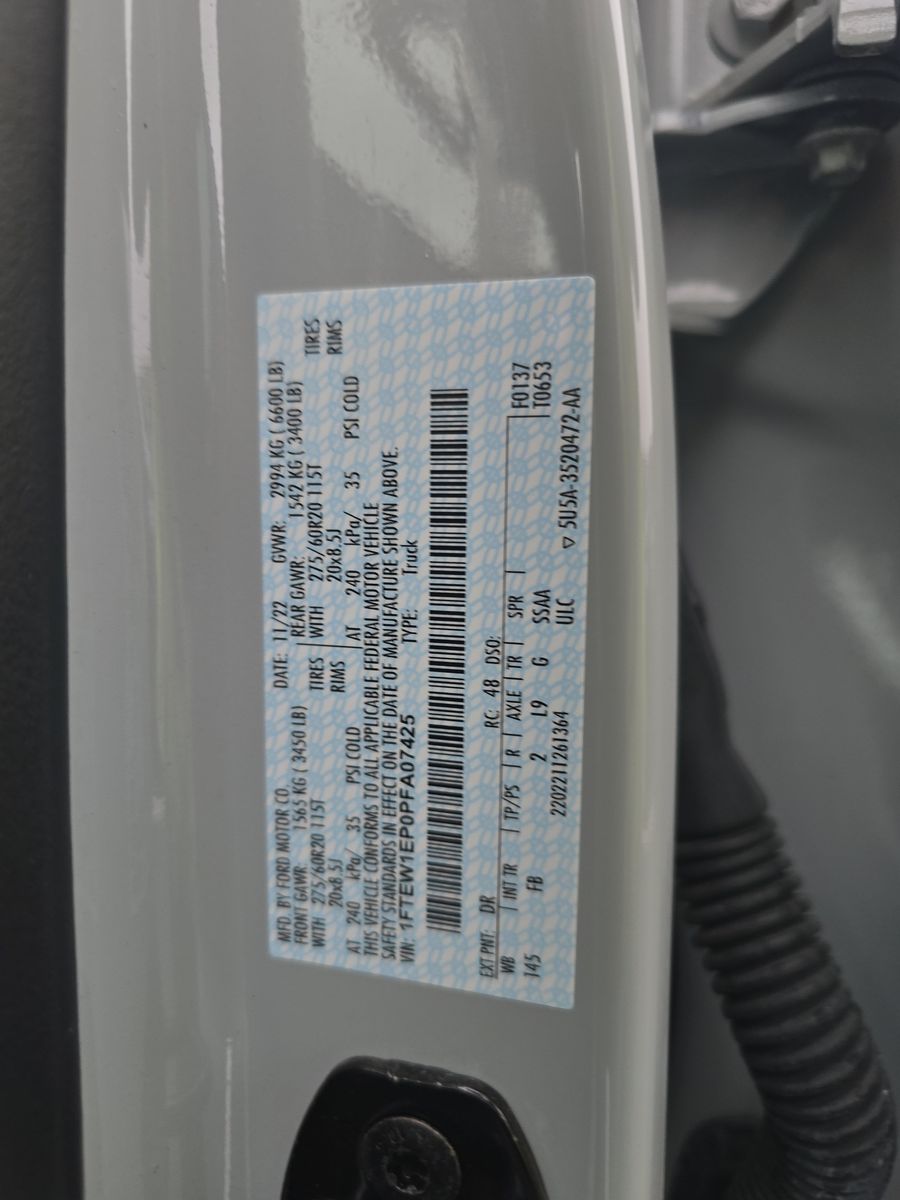 MFD. BY FORD MOTOR CO. DATE: 11/22 GVWR: 2994 KG ( 6600 LB)
FRONT GAWR: 1565 KG ( 3450 LB) REAR GAWR: 1542 KG ( 3400 LB)
WITH 275/60R20 115T TIRES WITH 275/60R20 115T TIRES
20x8.5J RIMS 20x8.5J RIMS
AT 240 kPa/ 35 PSI COLD AT 240 kPa/ 35 PSI COLD
THIS VEHICLE CONFORMS TO ALL APPLICABLE FEDERAL MOTOR VEHICLE
SAFETY STANDARDS IN EFFECT ON THE DATE OF MANUFACTURE SHOWN ABOVE.
VIN: 1FTEW1EP0PFA07425 TYPE: Truck
EXT PNT: DR RC: 48 DSO: F0137
WB INT TR TP/PS R AXLE TR SPR T0653
145 FB 2 L9 G SSAA
2202211261364 ULC ▽ 5U5A-3520472-AA